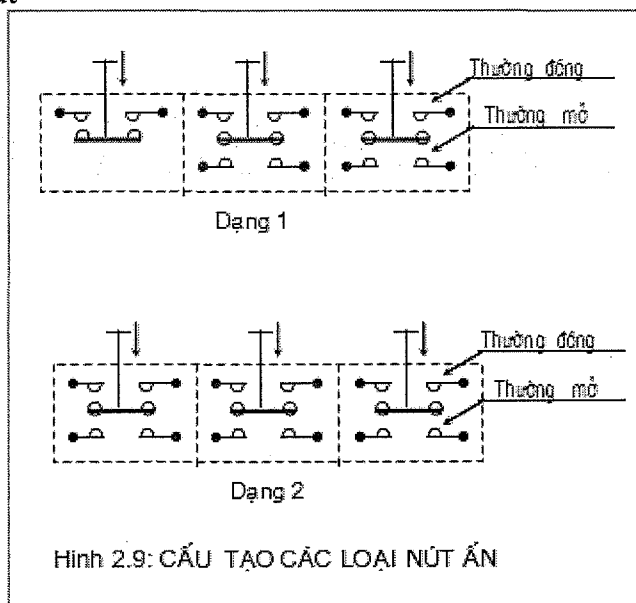 Thường đóng
Thường mở
Dạng 1
Thường đóng
Thường mở
Dạng 2
Hình 2.9: CẤU TẠO CÁC LOẠI NÚT ẤN